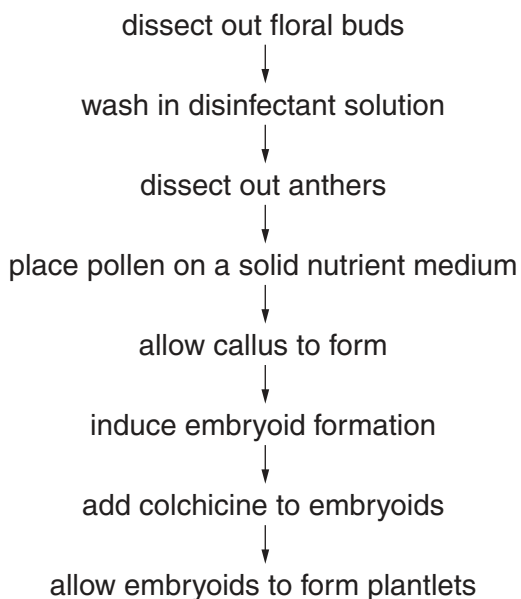 dissect out floral buds
wash in disinfectant solution
dissect out anthers
place pollen on a solid nutrient medium
allow callus to form
induce embryoid formation
add colchicine to embryoids
allow embryoids to form plantlets